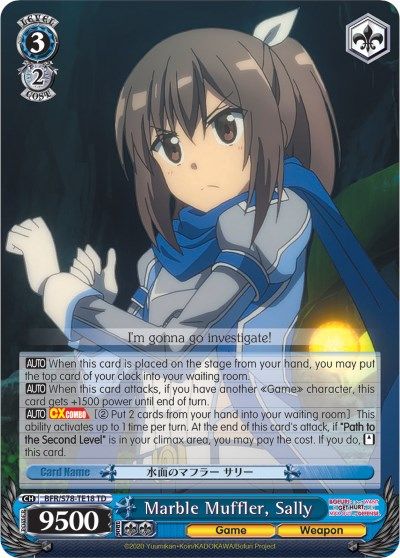 LEVEL
3
2
COST
I'm gonna go investigate!
AUTO When this card is placed on the stage from your hand, you may put
the top card of your clock into your waiting room.
AUTO When this card attacks, if you have another «Game» character, this
card gets +1500 power until end of turn.
AUTO CX COMBO [② Put 2 cards from your hand into your waiting room] This
ability activates up to 1 time per turn. At the end of this card's attack, if "Path to
the Second Level" is in your climax area, you may pay the cost. If you do,
this card.
Card Name 水面のマフラー サリー
CH BFR/S78-TE18 TD
POWER
9500
SOUL
Marble Muffler, Sally
Game
Weapon
©2020 Yuumikan・Koin/KADOKAWA/Bofuri Project